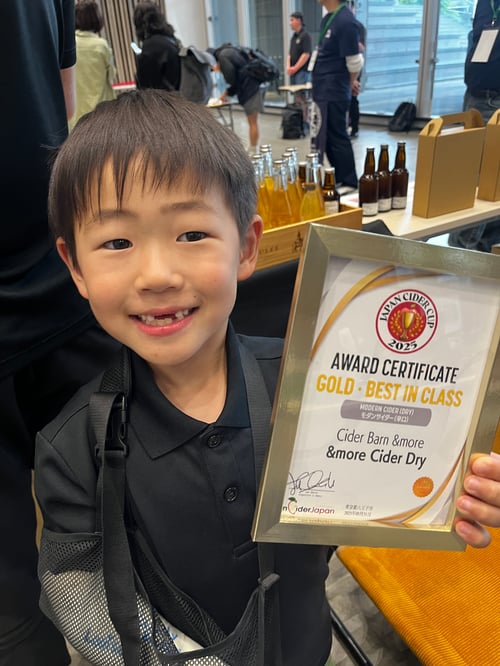 JAPAN CIDER CUP
2025
AWARD CERTIFICATE
GOLD · BEST IN CLASS
MODERN CIDER (DRY)
モダンサイダー(辛口)
Cider Barn &more
&more Cider Dry
inCiderJapan